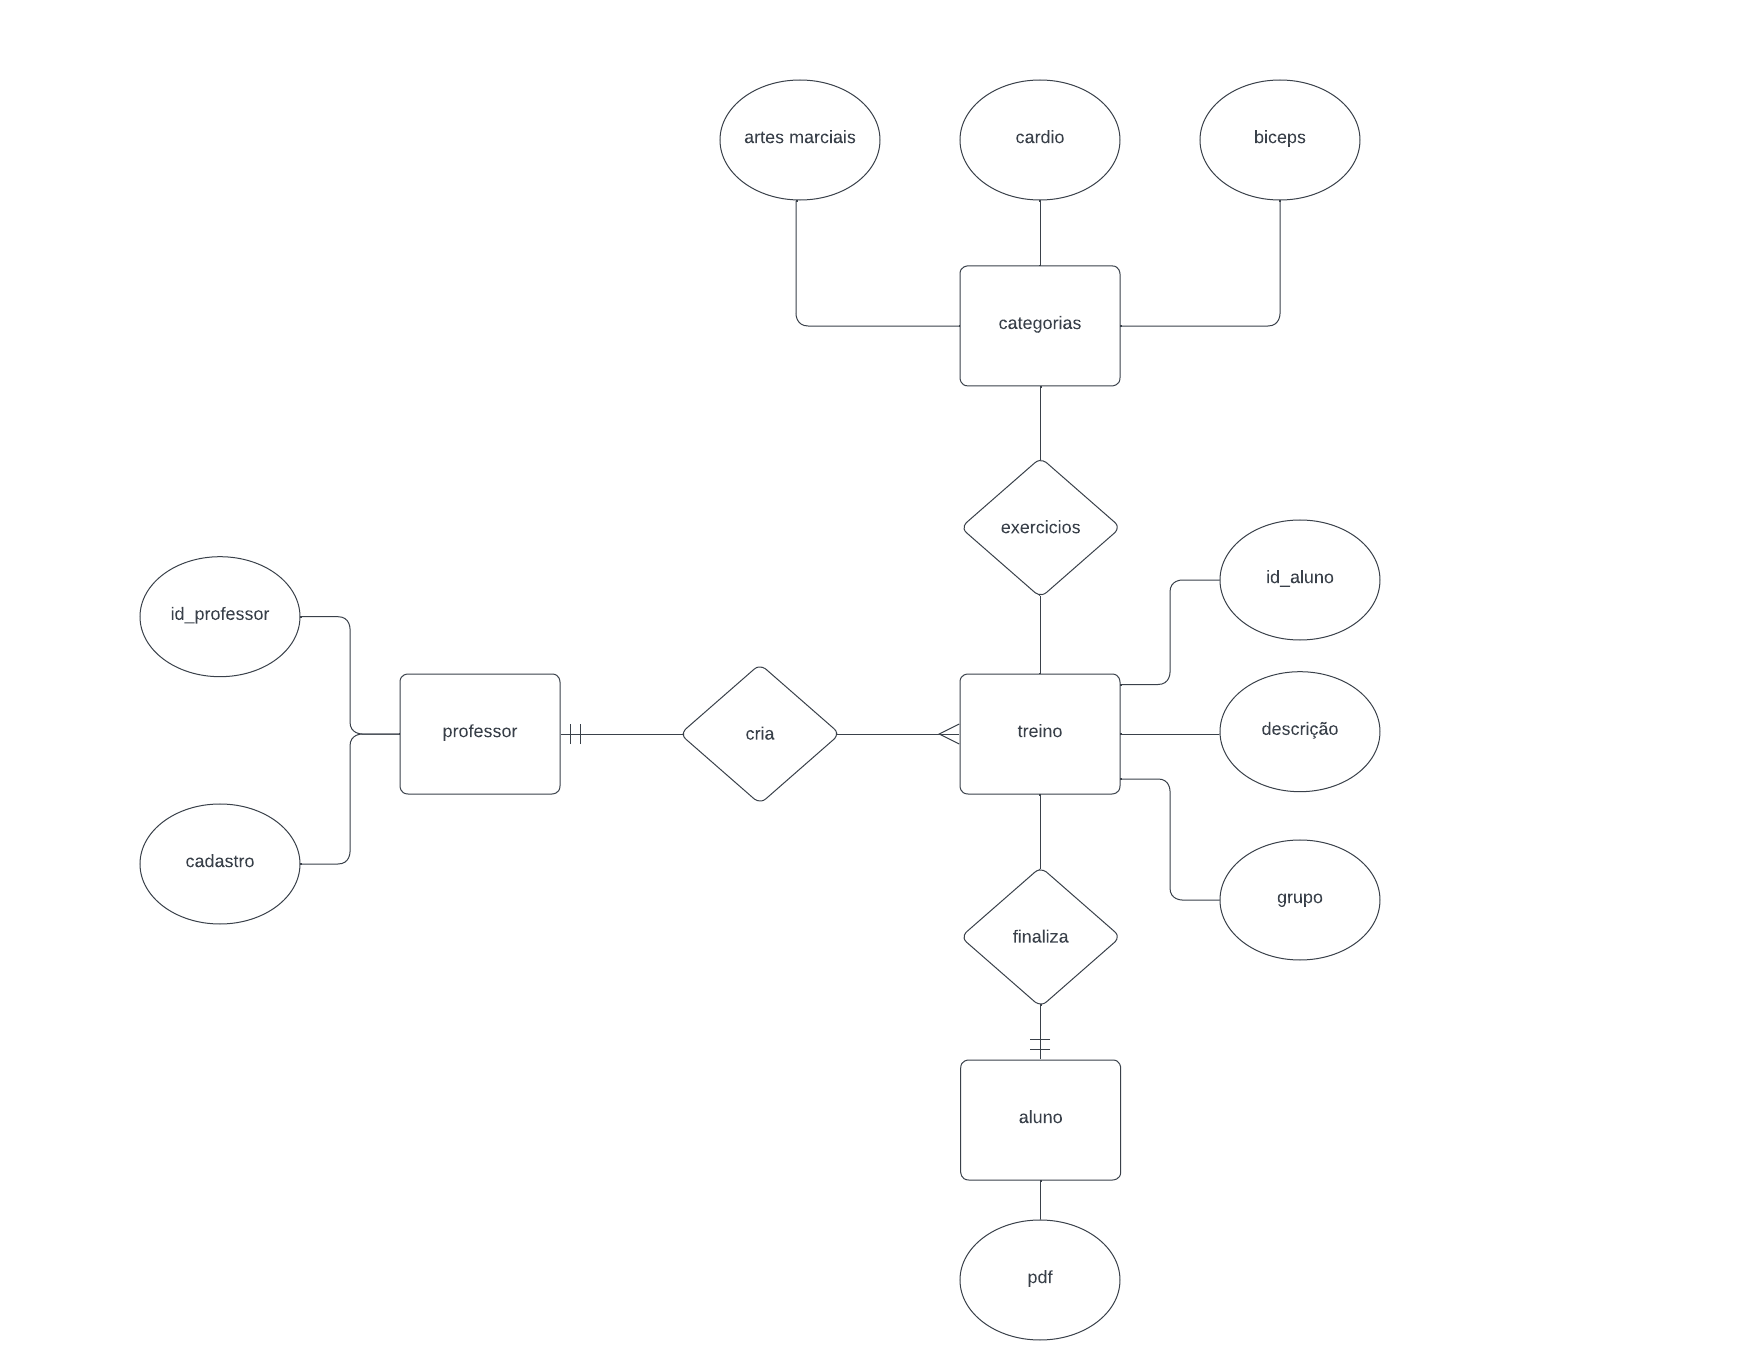 artes marciais
cardio
biceps
categorias
exercicios
id_aluno
id_professor
professor
cria
treino
descrição
cadastro
grupo
finaliza
aluno
pdf